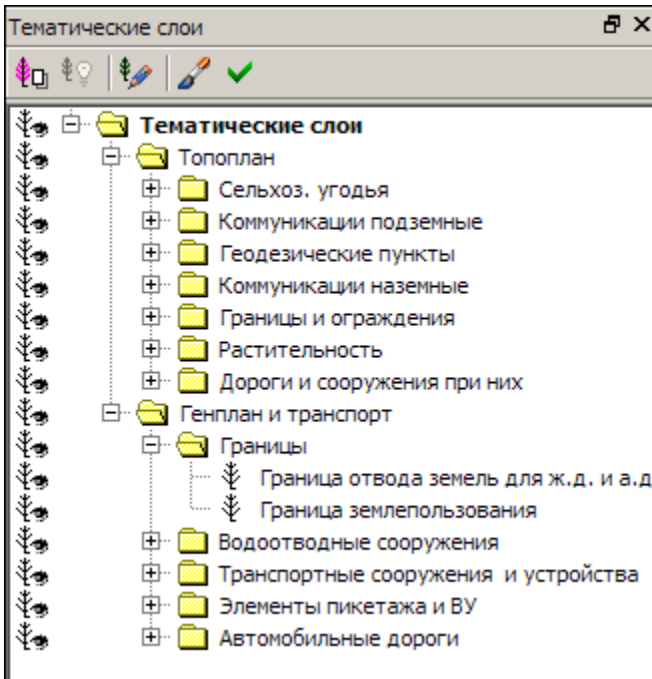 Тематические слои
Тематические слои
Топоплан
Сельхоз. угодья
Коммуникации подземные
Геодезические пункты
Коммуникации наземные
Границы и ограждения
Растительность
Дороги и сооружения при них
Генплан и транспорт
Границы
Граница отвода земель для ж.д. и а.д
Граница землепользования
Водоотводные сооружения
Транспортные сооружения и устройства
Элементы пикетажа и ВУ
Автомобильные дороги